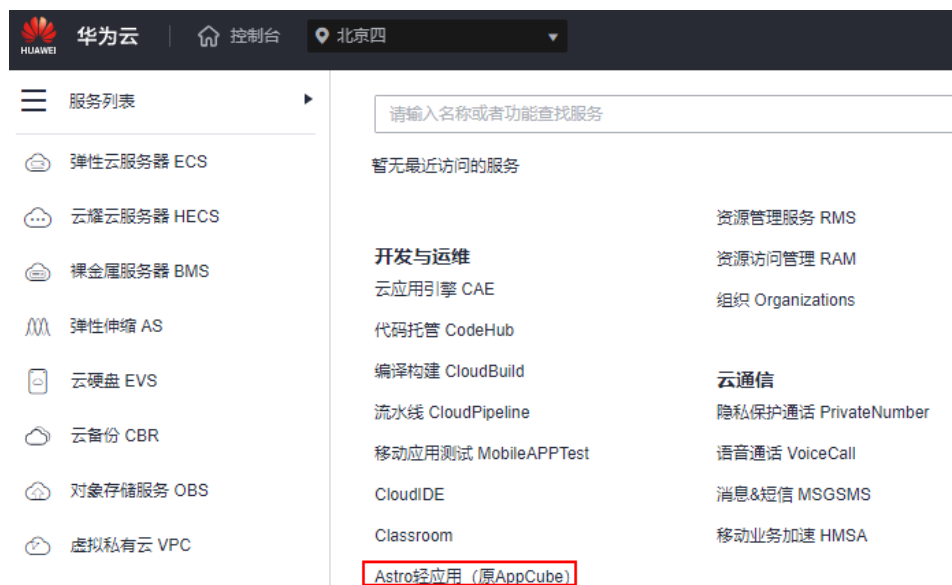 HUAWEI
华为云
控制台
北京四
服务列表
弹性云服务器 ECS
云耀云服务器 HECS
裸金属服务器 BMS
弹性伸缩 AS
云硬盘 EVS
云备份 CBR
对象存储服务 OBS
虚拟私有云 VPC
请输入名称或者功能查找服务
暂无最近访问的服务
开发与运维
云应用引擎 CAE
代码托管 CodeHub
编译构建 CloudBuild
流水线 CloudPipeline
移动应用测试 MobileAPPTest
CloudIDE
Classroom
Astro轻应用（原AppCube）
资源管理服务 RMS
资源访问管理 RAM
组织 Organizations
云通信
隐私保护通话 PrivateNumber
语音通话 VoiceCall
消息&短信 MSGSMS
移动业务加速 HMSA